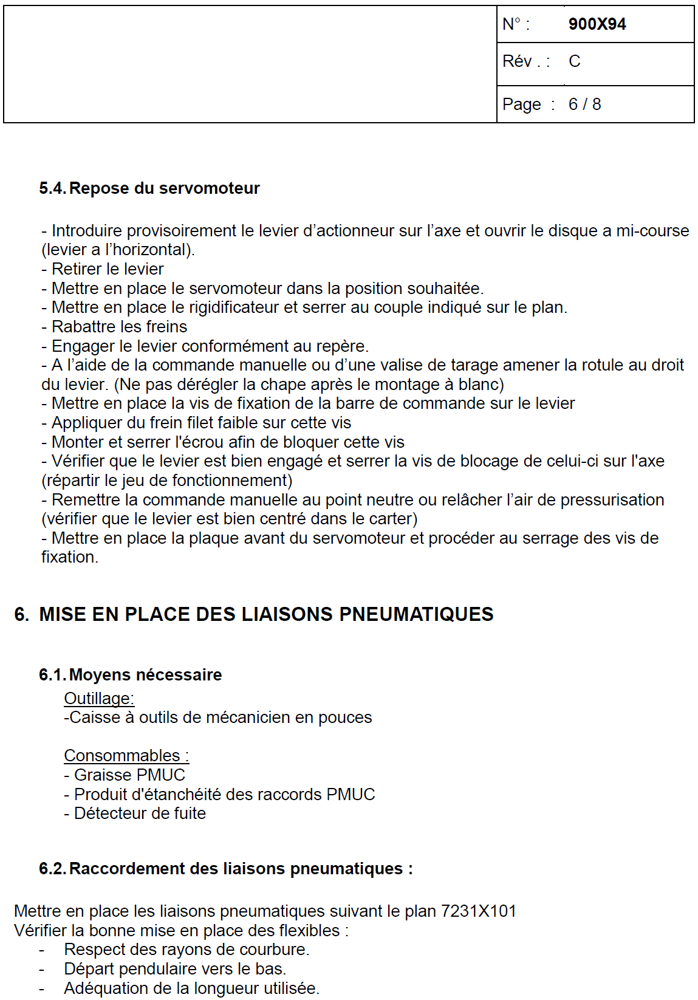 N° : 900X94
Rév . : C
Page : 6 / 8
5.4. Repose du servomoteur
- Introduire provisoirement le levier d’actionneur sur l’axe et ouvrir le disque a mi-course
(levier a l’horizontal).
- Retirer le levier
- Mettre en place le servomoteur dans la position souhaitée.
- Mettre en place le rigidificateur et serrer au couple indiqué sur le plan.
- Rabattre les freins
- Engager le levier conformément au repère.
- A l’aide de la commande manuelle ou d’une valise de tarage amener la rotule au droit
du levier. (Ne pas dérégler la chape après le montage à blanc)
- Mettre en place la vis de fixation de la barre de commande sur le levier
- Appliquer du frein filet faible sur cette vis
- Monter et serrer l'écrou afin de bloquer cette vis
- Vérifier que le levier est bien engagé et serrer la vis de blocage de celui-ci sur l'axe
(répartir le jeu de fonctionnement)
- Remettre la commande manuelle au point neutre ou relâcher l’air de pressurisation
(vérifier que le levier est bien centré dans le carter)
- Mettre en place la plaque avant du servomoteur et procéder au serrage des vis de
fixation.
6. MISE EN PLACE DES LIAISONS PNEUMATIQUES
6.1. Moyens nécessaire
Outillage:
-Caisse à outils de mécanicien en pouces
Consommables :
- Graisse PMUC
- Produit d'étanchéité des raccords PMUC
- Détecteur de fuite
6.2. Raccordement des liaisons pneumatiques :
Mettre en place les liaisons pneumatiques suivant le plan 7231X101
Vérifier la bonne mise en place des flexibles :
- Respect des rayons de courbure.
- Départ pendulaire vers le bas.
- Adéquation de la longueur utilisée.